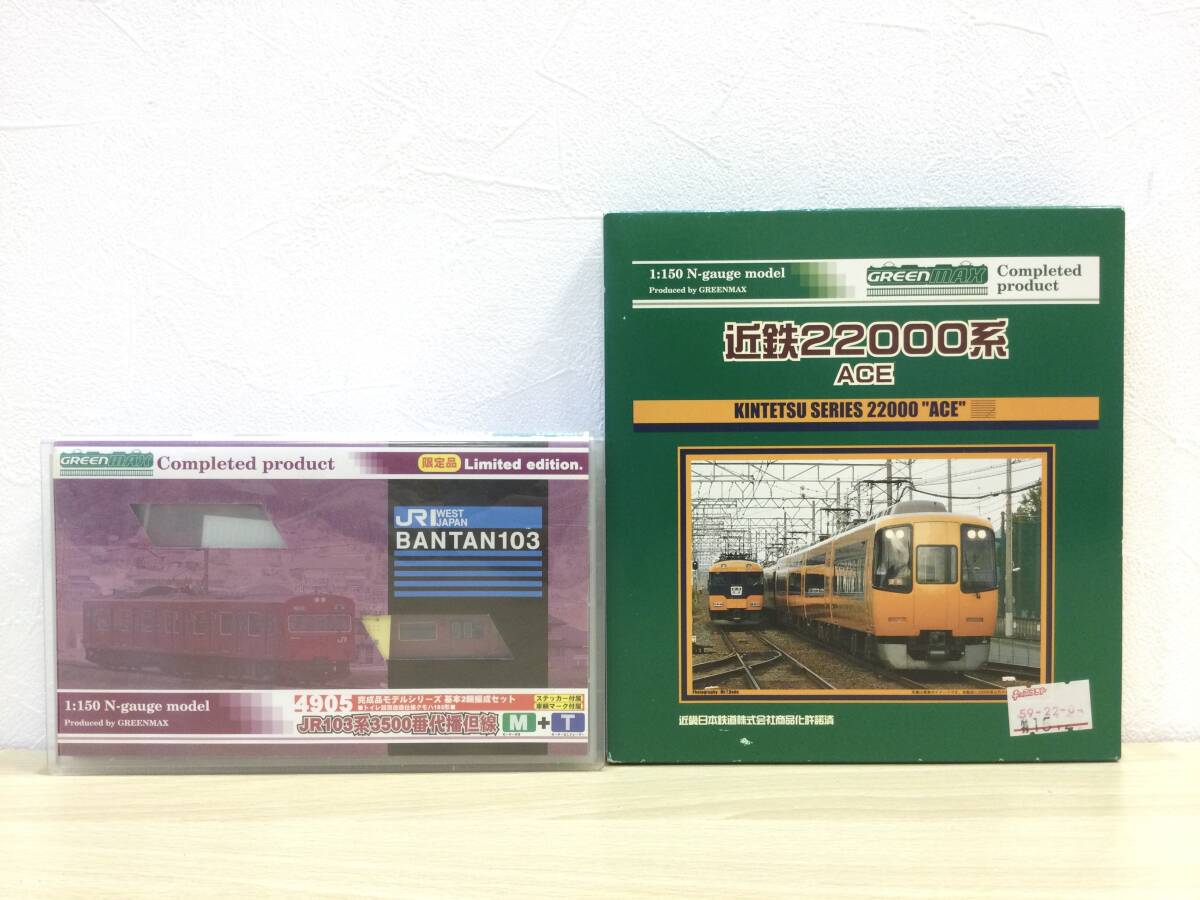 GREENMAX
Completed product
限定品 Limited edition.
JR WEST JAPAN
BANTAN103
1:150 N-gauge model
Produced by GREENMAX
4905 完成品モデルシリーズ 基本2輌編成セット
ステッカー付属
車輌マーク付属
JR103系3500番代播但線 M+T
1:150 N-gauge model
Produced by GREENMAX
GREENMAX
Completed product
近鉄22000系
ACE
KINTETSU SERIES 22000 "ACE"
近畿日本鉄道株式会社商品化許諾済